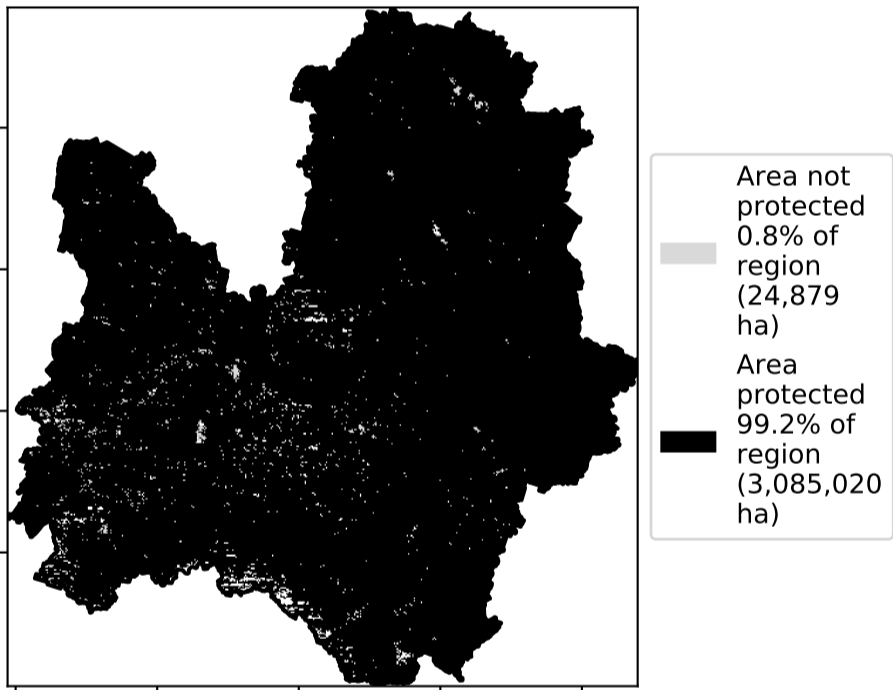 Area not
protected
0.8% of
region
(24,879
ha)
Area
protected
99.2% of
region
(3,085,020
ha)